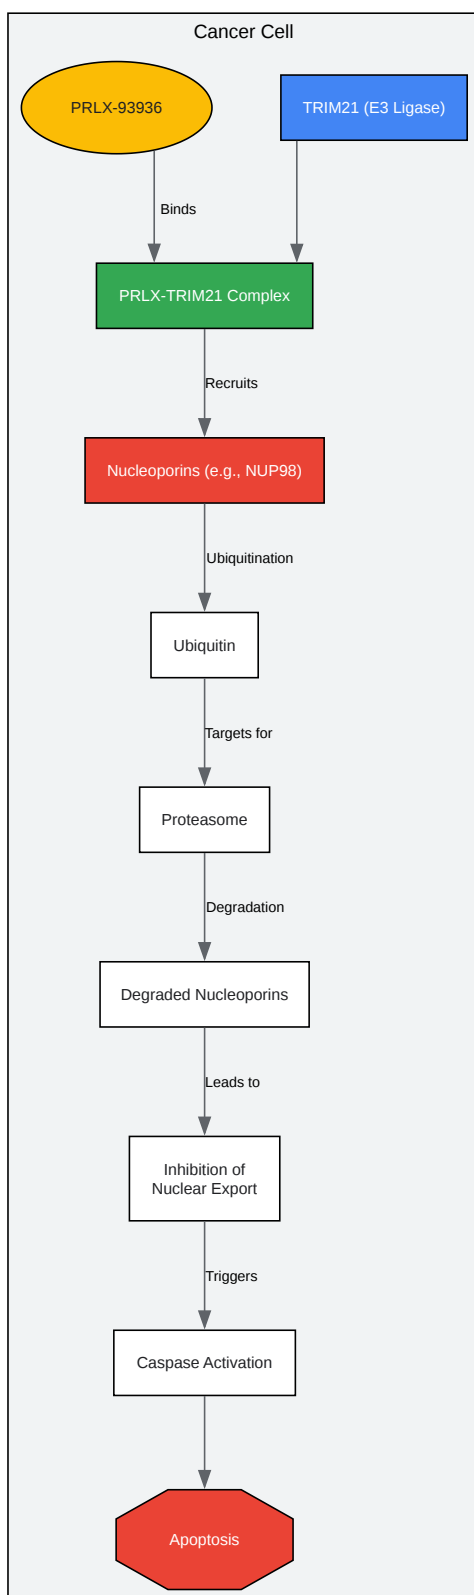 Cancer Cell
PRLX-93936
TRIM21 (E3 Ligase)
Binds
PRLX-TRIM21 Complex
Recruits
Nucleoporins (e.g., NUP98)
Ubiquitination
Ubiquitin
Targets for
Proteasome
Degradation
Degraded Nucleoporins
Leads to
Inhibition of
Nuclear Export
Triggers
Caspase Activation
Apoptosis